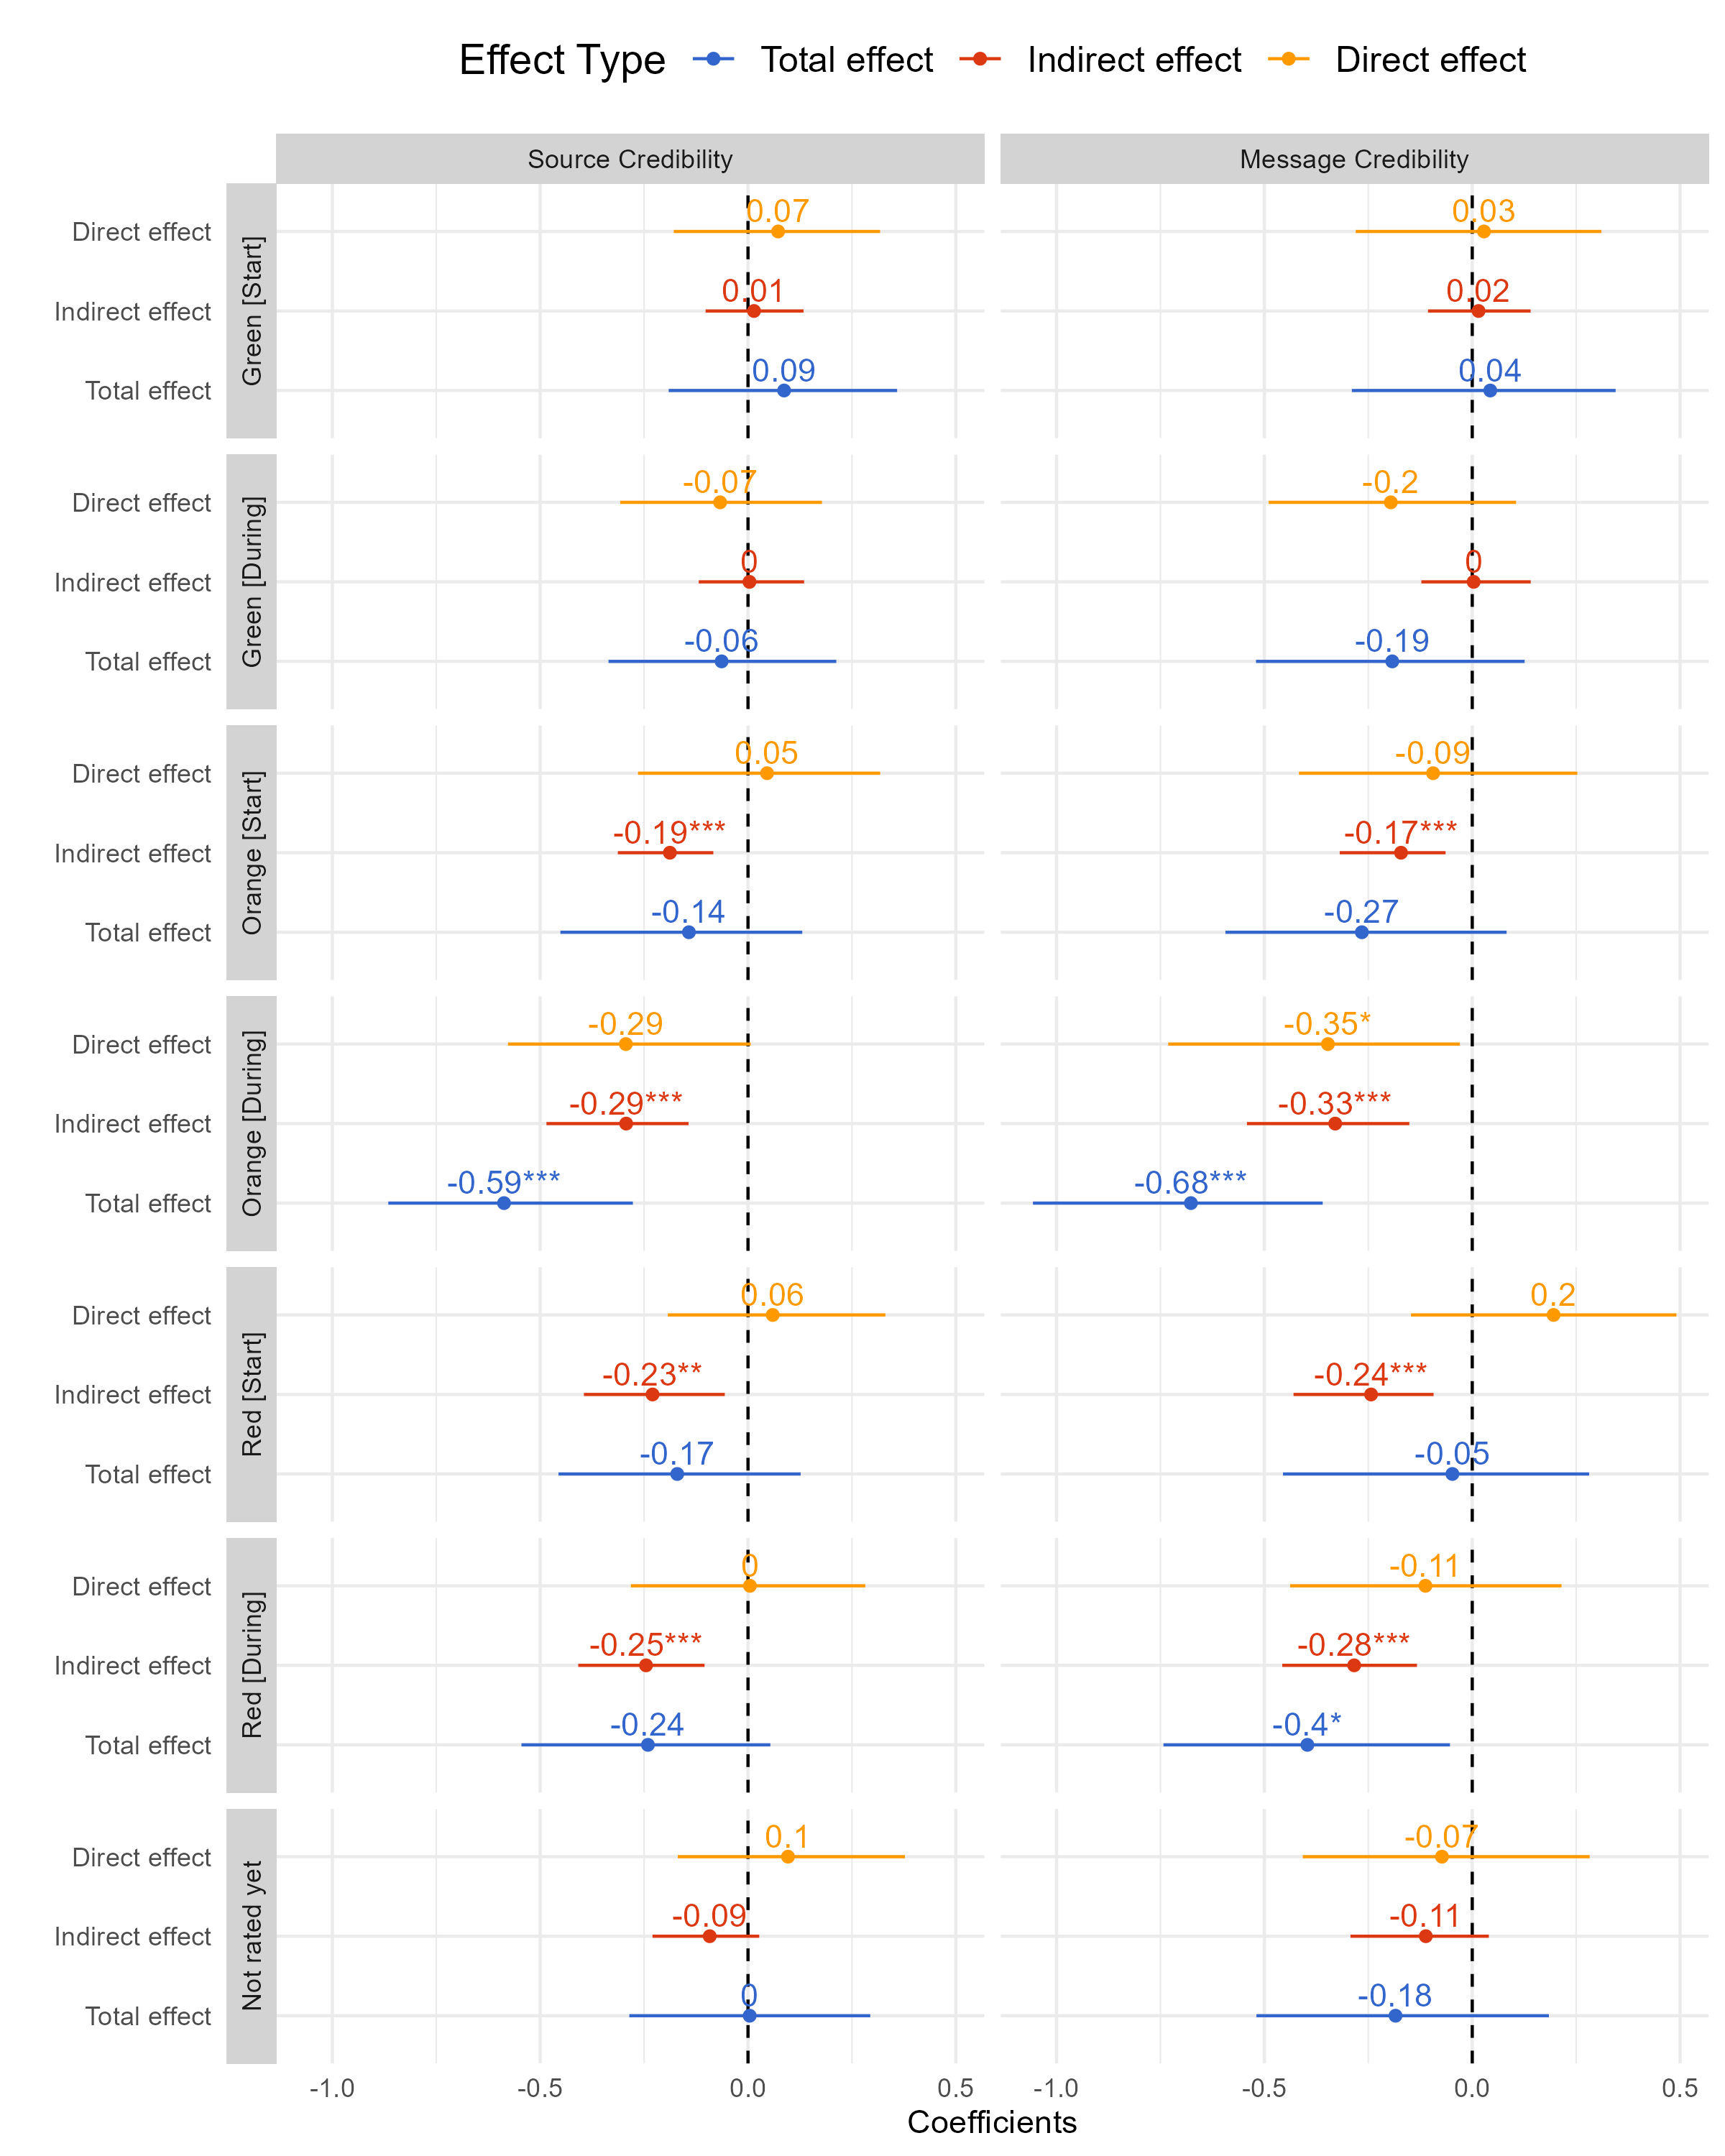 Effect Type Total effect Indirect effect Direct effect
Source Credibility Message Credibility
Green [Start]
Direct effect 0.07 0.03
Indirect effect 0.01 0.02
Total effect 0.09 0.04
Green [During]
Direct effect -0.07 -0.2
Indirect effect 0 0
Total effect -0.06 -0.19
Orange [Start]
Direct effect 0.05 -0.09
Indirect effect -0.19*** -0.17***
Total effect -0.14 -0.27
Orange [During]
Direct effect -0.29 -0.35*
Indirect effect -0.29*** -0.33***
Total effect -0.59*** -0.68***
Red [Start]
Direct effect 0.06 0.2
Indirect effect -0.23** -0.24***
Total effect -0.17 -0.05
Red [During]
Direct effect 0 -0.11
Indirect effect -0.25*** -0.28***
Total effect -0.24 -0.4*
Not rated yet
Direct effect 0.1 -0.07
Indirect effect -0.09 -0.11
Total effect 0 -0.18
-1.0 -0.5 0.0 0.5 -1.0 -0.5 0.0 0.5
Coefficients